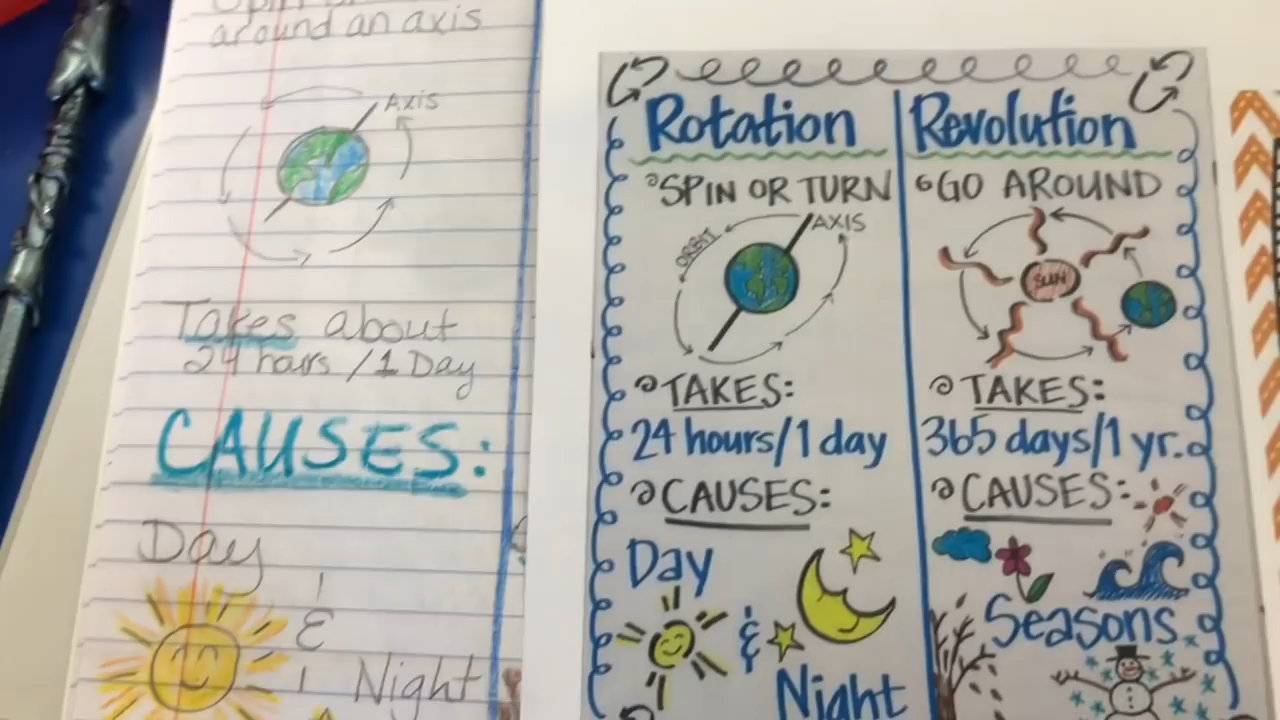 around an axis
AXIS
Takes about
24 hours / 1 Day
CAUSES:
Day
&
Night
Rotation
SPIN OR TURN
ORBIT
AXIS
TAKES:
24 hours/1 day
CAUSES:
Day
&
Night
Revolution
GO AROUND
SUN
TAKES:
365 days/1 yr.
CAUSES:
Seasons